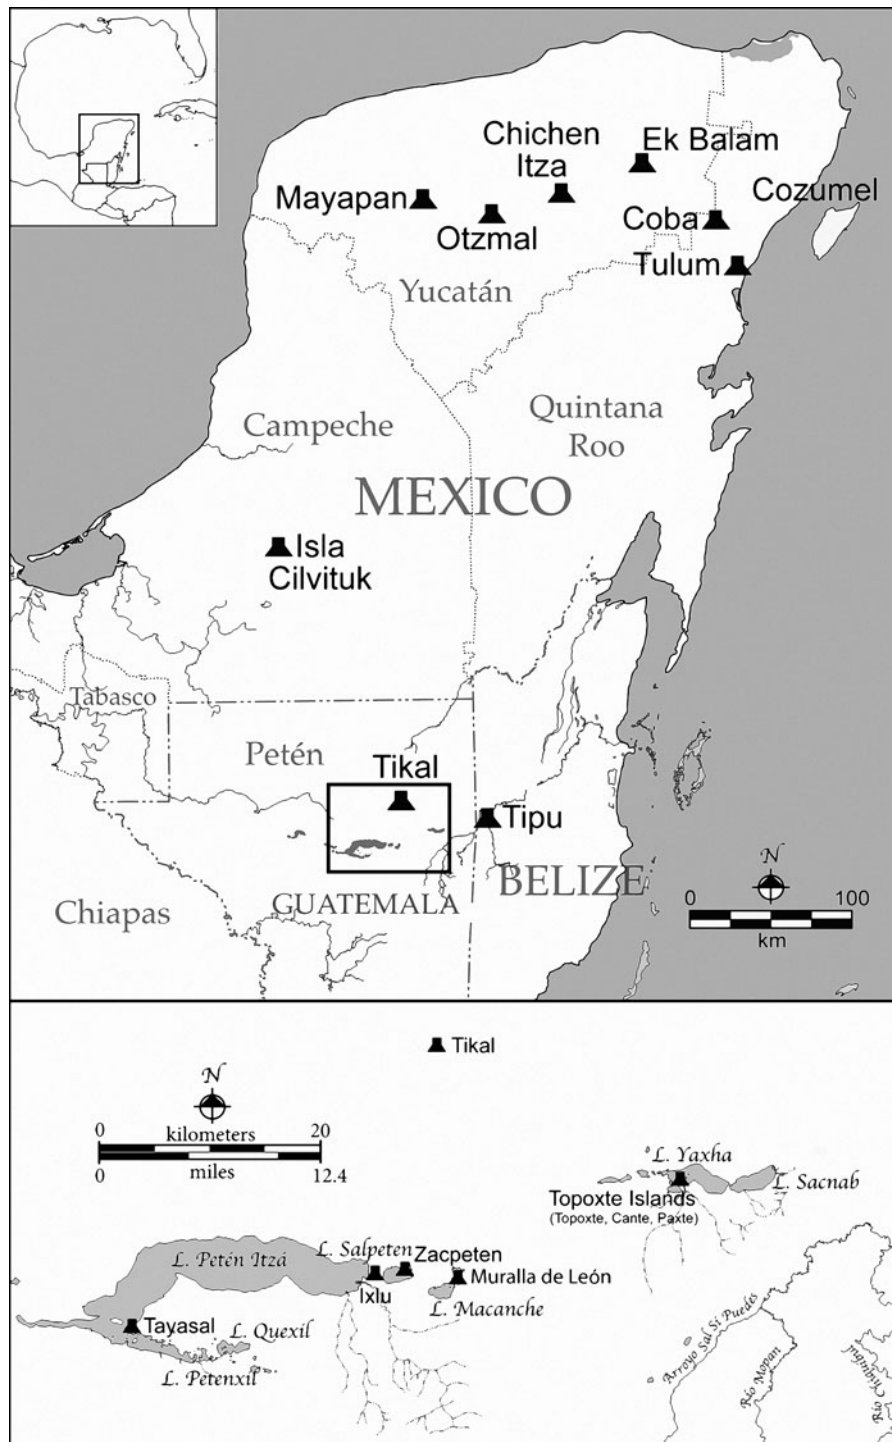 Chichen
Itza
Ek Balam
Mayapan
Otzmal
Coba
Cozumel
Tulum
Yucatán
Campeche
Quintana
Roo
MEXICO
Isla
Cilvituk
Tabasco
Petén
Tikal
Tipu
BELIZE
GUATEMALA
Chiapas
N
0 100
km
Tikal
N
0 20
kilometers
miles
0 12.4
L. Yaxha
L. Sacnab
Topoxte Islands
(Topoxte, Cante, Paxte)
L. Petén Itzá
L. Salpeten
Zacpeten
Ixlu
Muralla de León
L. Macanche
Tayasal
L. Quexil
L. Petenxil
Arroyo Sal Si Puedes
Río Mopan
Río Chiquibul